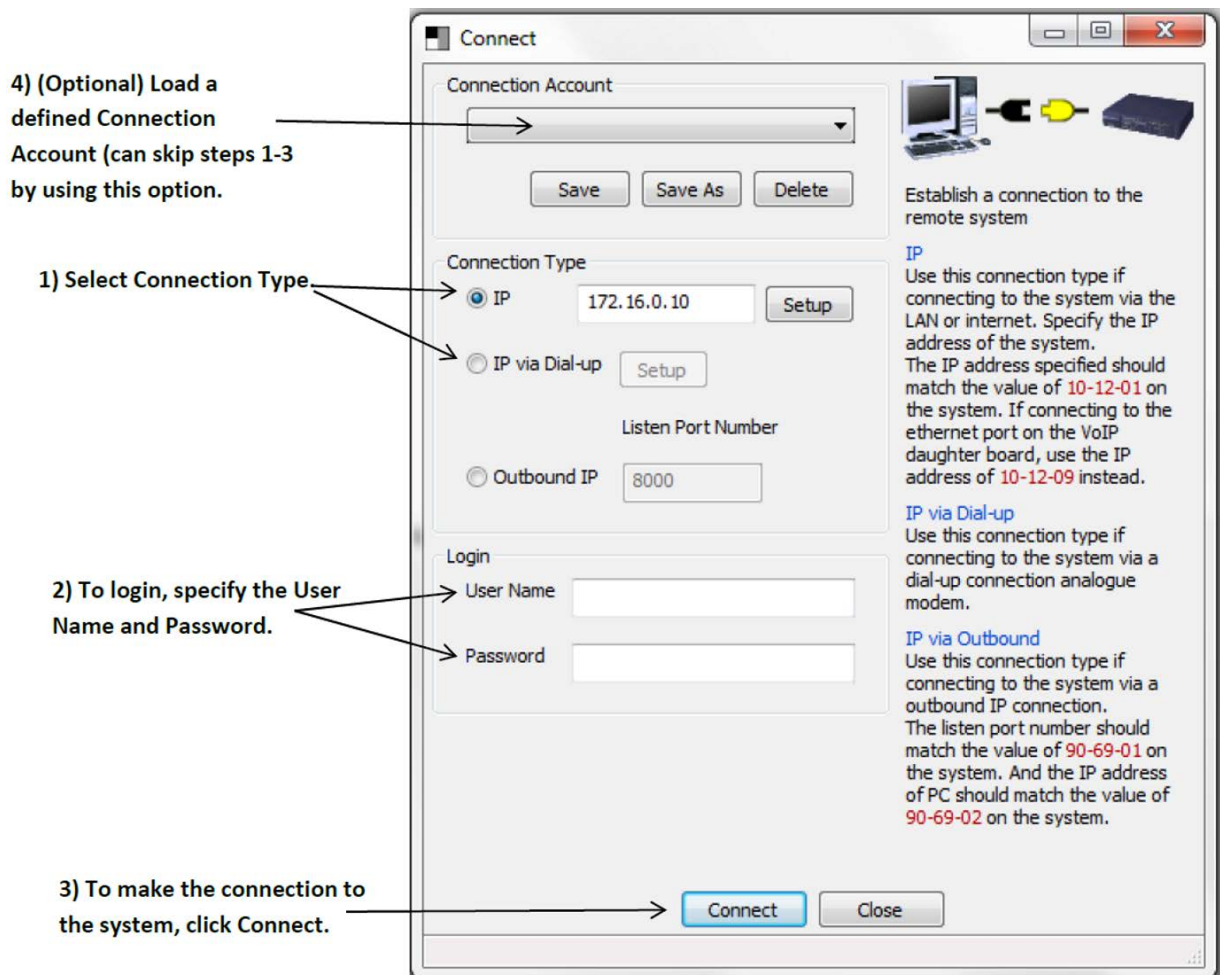 Connect
4) (Optional) Load a
defined Connection
Account (can skip steps 1-3
by using this option.
Connection Account
Save Save As Delete
1) Select Connection Type.
Connection Type
IP 172.16.0.10 Setup
IP via Dial-up Setup
Listen Port Number
Outbound IP 8000
2) To login, specify the User
Name and Password.
Login
User Name
Password
3) To make the connection to
the system, click Connect.
Connect Close
Establish a connection to the
remote system
IP
Use this connection type if
connecting to the system via the
LAN or internet. Specify the IP
address of the system.
The IP address specified should
match the value of 10-12-01 on
the system. If connecting to the
ethernet port on the VoIP
daughter board, use the IP
address of 10-12-09 instead.
IP via Dial-up
Use this connection type if
connecting to the system via a
dial-up connection analogue
modem.
IP via Outbound
Use this connection type if
connecting to the system via a
outbound IP connection.
The listen port number should
match the value of 90-69-01 on
the system. And the IP address
of PC should match the value of
90-69-02 on the system.